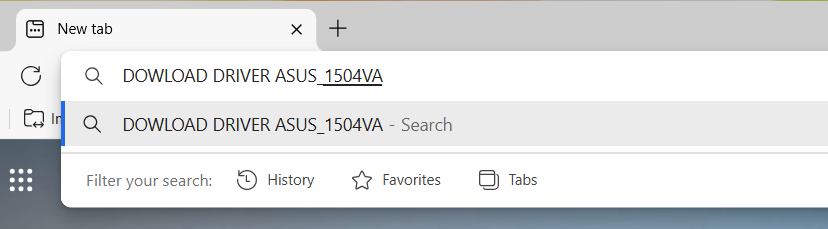 New tab
DOWLOAD DRIVER ASUS_1504VA
DOWLOAD DRIVER ASUS_1504VA - Search
Filter your search: History Favorites Tabs